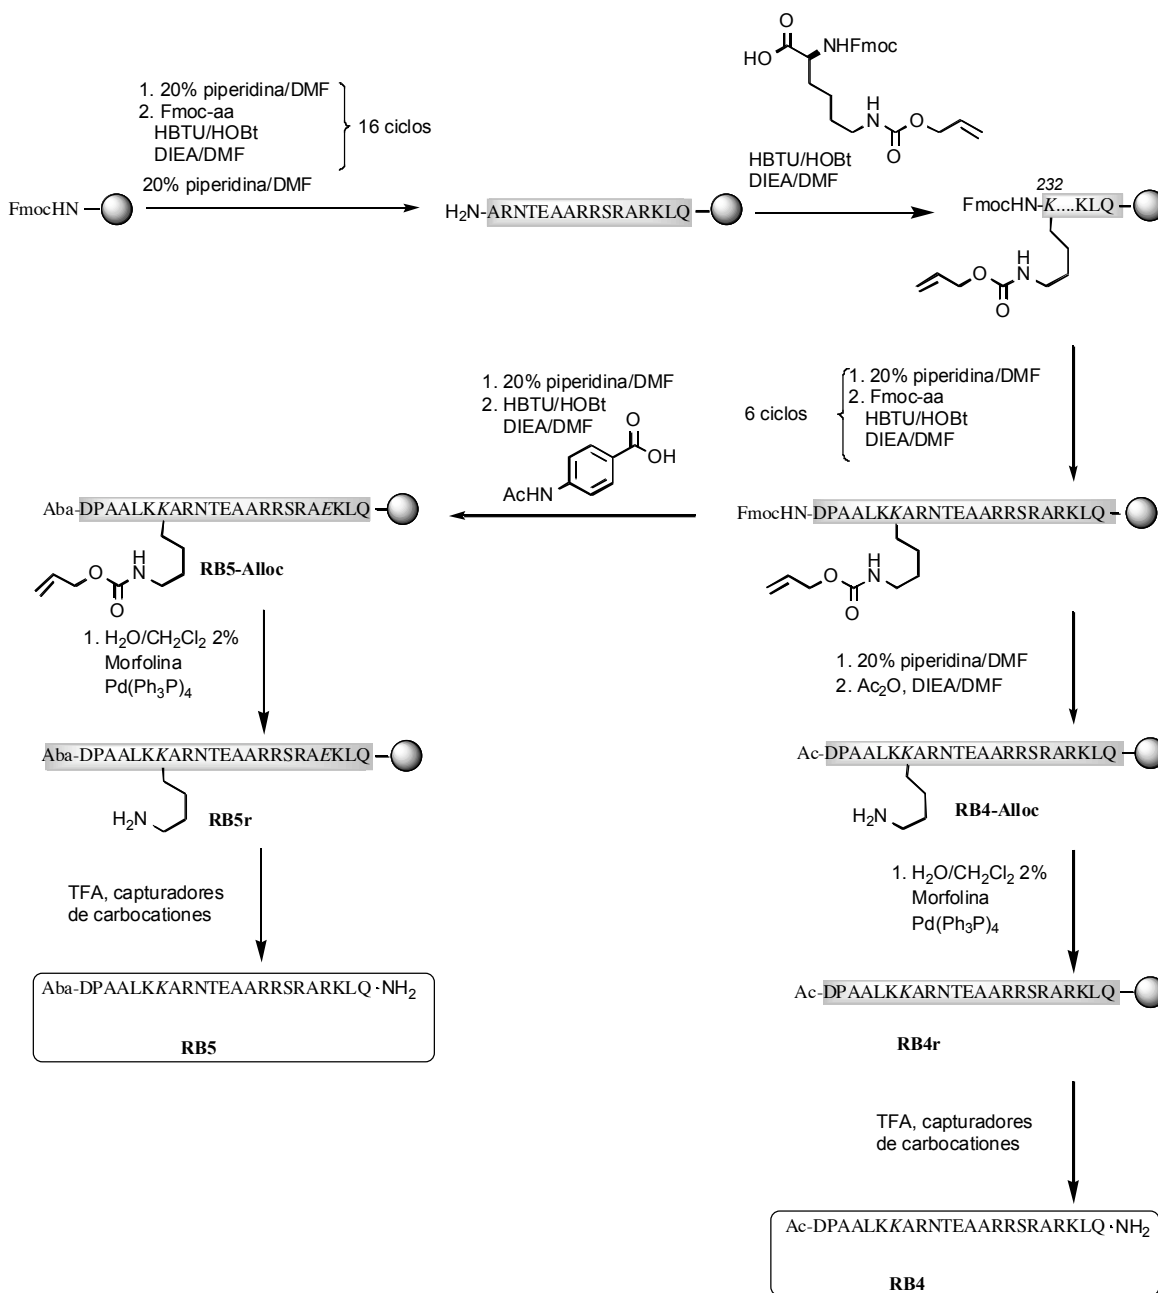 O
HO
NHFmoc
H
N
O
O
1. 20% piperidina/DMF
2. Fmoc-aa
HBTU/HOBt
DIEA/DMF
16 ciclos
20% piperidina/DMF
FmocHN
H2N-ARNTEAARRSRARKLQ
HBTU/HOBt
DIEA/DMF
232
FmocHN-K....KLQ
H
O
N
O
1. 20% piperidina/DMF
2. Fmoc-aa
HBTU/HOBt
DIEA/DMF
6 ciclos
1. 20% piperidina/DMF
2. HBTU/HOBt
DIEA/DMF
O
OH
AcHN
Aba-DPAALKKARNTEAARRSRAEKLQ
H
O
N
O
RB5-Alloc
FmocHN-DPAALKKARNTEAARRSRARKLQ
H
O
N
O
1. H2O/CH2Cl2 2%
Morfolina
Pd(Ph3P)4
1. 20% piperidina/DMF
2. Ac2O, DIEA/DMF
Aba-DPAALKKARNTEAARRSRAEKLQ
H2N
RB5r
Ac-DPAALKKARNTEAARRSRARKLQ
H2N
RB4-Alloc
TFA, capturadores
de carbocationes
1. H2O/CH2Cl2 2%
Morfolina
Pd(Ph3P)4
Aba-DPAALKKARNTEAARRSRARKLQ·NH2
RB5
Ac-DPAALKKARNTEAARRSRARKLQ
RB4r
TFA, capturadores
de carbocationes
Ac-DPAALKKARNTEAARRSRARKLQ·NH2
RB4